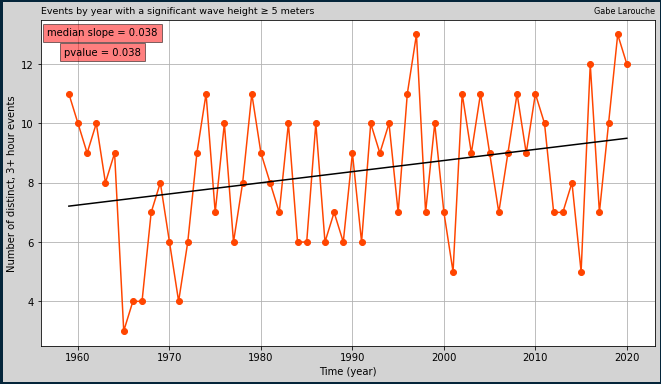 Events by year with a significant wave height ≥ 5 meters
Gabe Larouche
median slope = 0.038
pvalue = 0.038
Number of distinct, 3+ hour events
12
10
8
6
4
1960 1970 1980 1990 2000 2010 2020
Time (year)